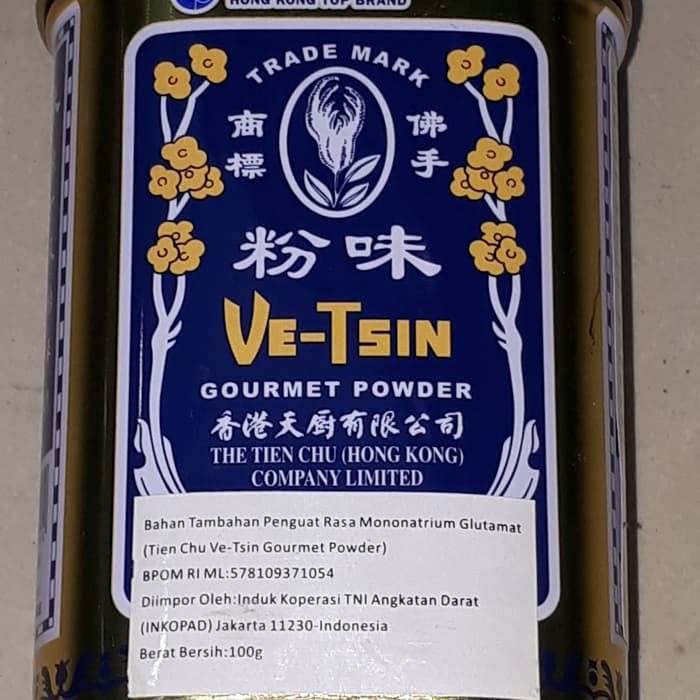 HONG KONG TOP BRAND
TRADE MARK
商標
佛手
粉味
VE-TSIN
GOURMET POWDER
香港天厨有限公司
THE TIEN CHU (HONG KONG)
COMPANY LIMITED
Bahan Tambahan Penguat Rasa Mononatrium Glutamat
(Tien Chu Ve-Tsin Gourmet Powder)
BPOM RI ML:578109371054
Diimpor Oleh:Induk Koperasi TNI Angkatan Darat
(INKOPAD) Jakarta 11230-Indonesia
Berat Bersih:100g